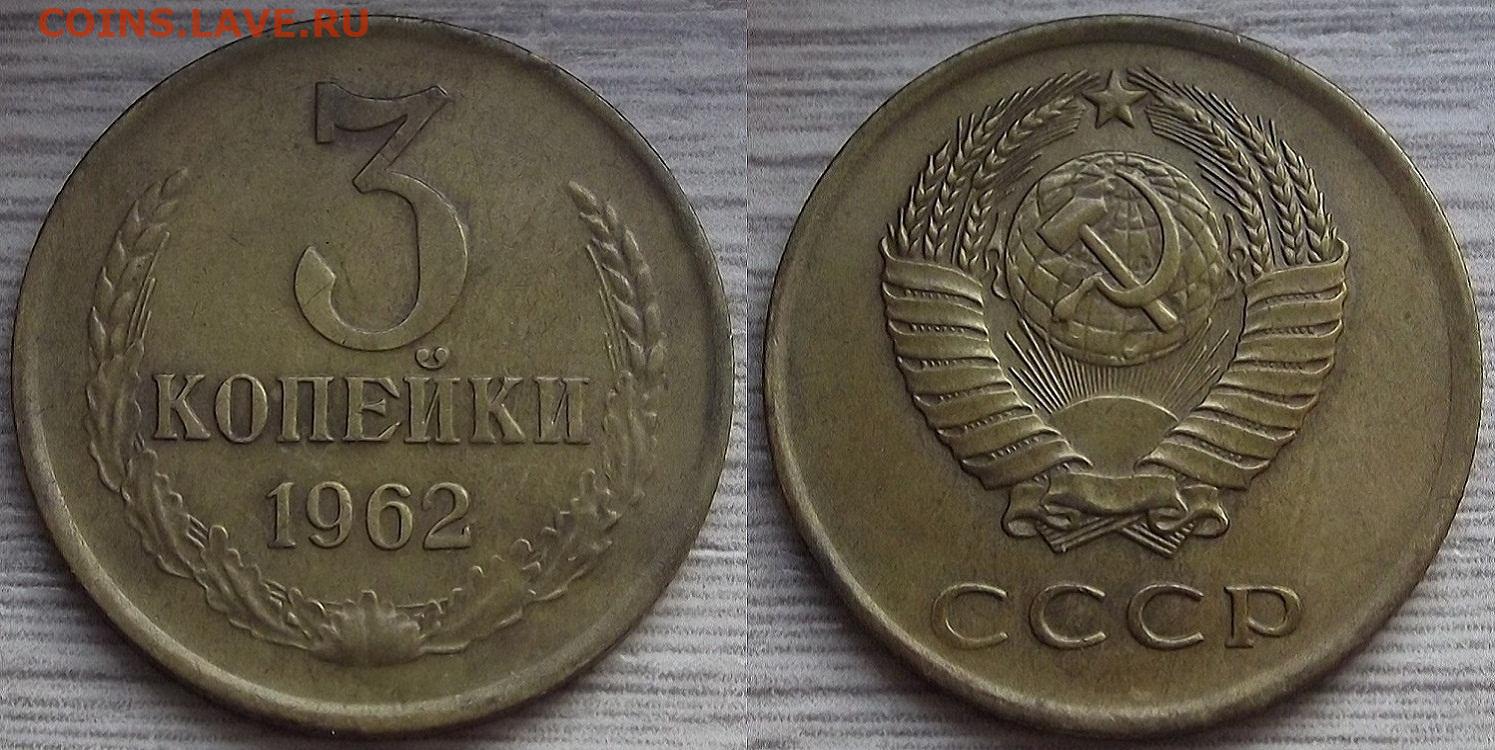 COINS.LAVE.RU
3
КОПЕЙКИ
1962
СССР